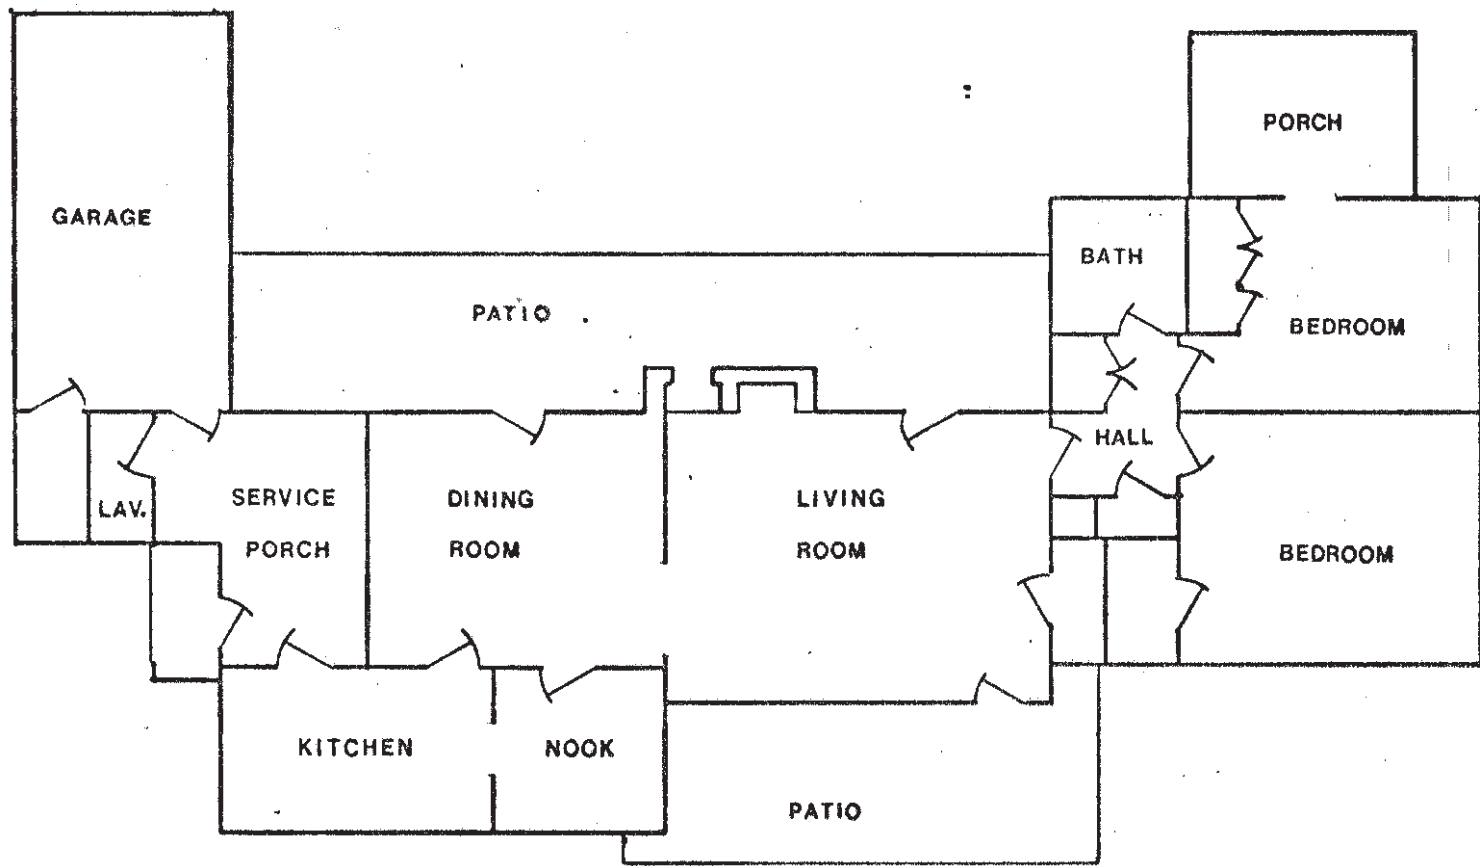 PORCH
GARAGE
BATH
PATIO
BEDROOM
HALL
SERVICE
PORCH
LAV.
DINING
ROOM
LIVING
ROOM
BEDROOM
KITCHEN
NOOK
PATIO